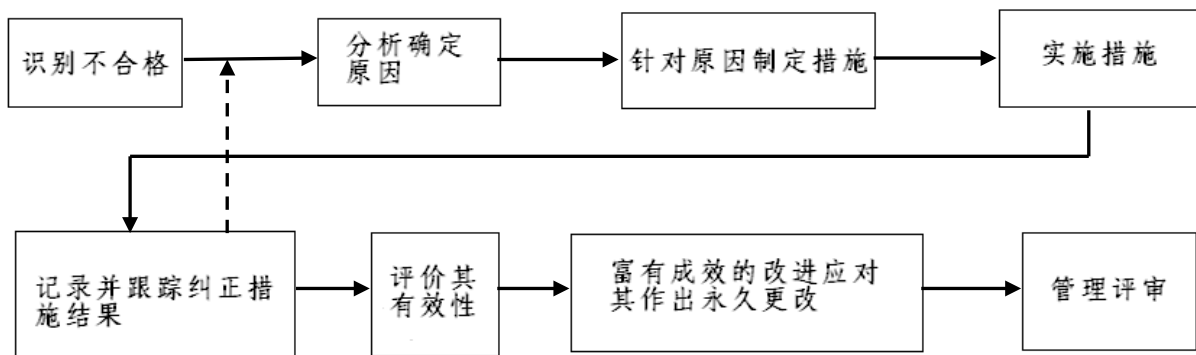 识别不合格
分析确定
原因
针对原因制定措施
实施措施
记录并跟踪纠正措
施结果
评价其
有效性
富有成效的改进应对
其作出永久更改
管理评审